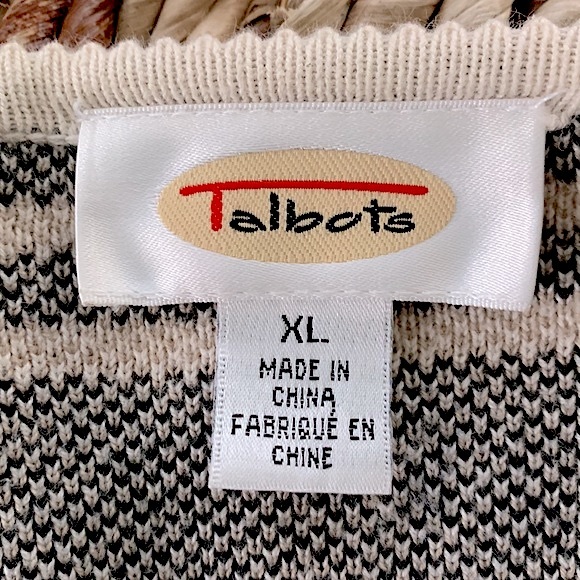 Talbots
XL
MADE IN
CHINA
FABRIQUÉ EN
CHINE